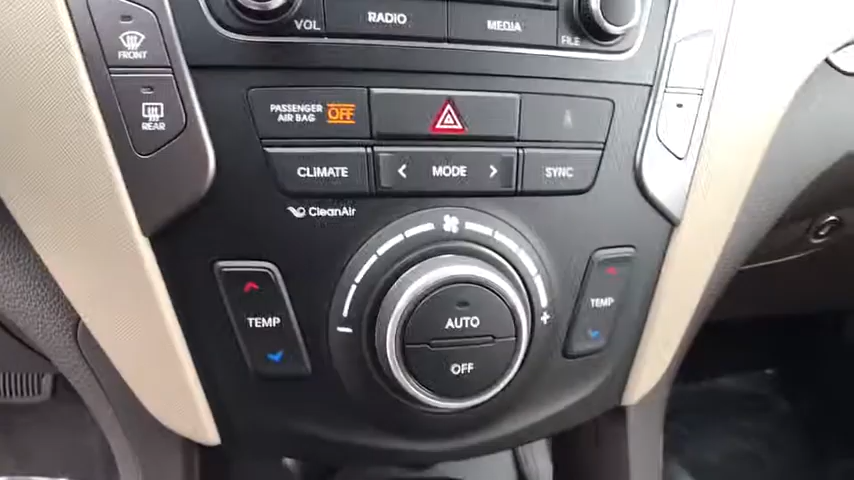 VOL
RADIO
MEDIA
FILE
FRONT
REAR
PASSENGER
AIR BAG OFF
CLIMATE
< MODE >
SYNC
CleanAir
TEMP
AUTO
OFF
- +
TEMP